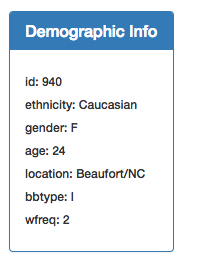 Demographic Info
id: 940
ethnicity: Caucasian
gender: F
age: 24
location: Beaufort/NC
bbtype: I
wfreq: 2